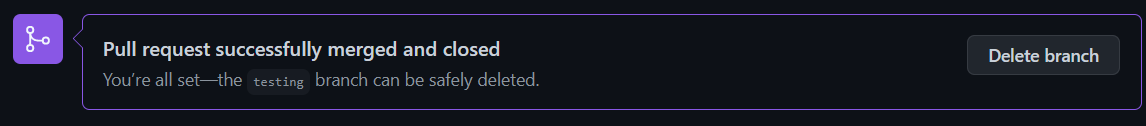 Pull request successfully merged and closed
You’re all set—the testing branch can be safely deleted.
Delete branch